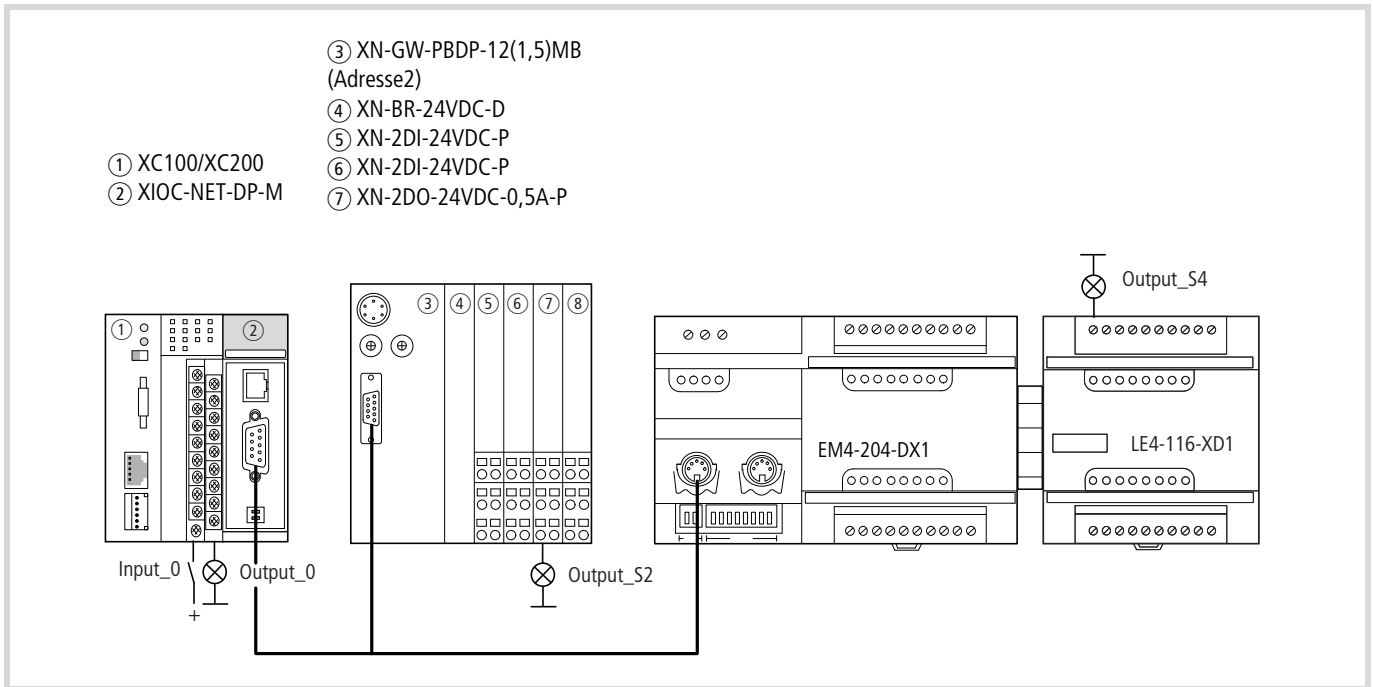 ③ XN-GW-PBDP-12(1,5)MB
(Adresse2)
④ XN-BR-24VDC-D
⑤ XN-2DI-24VDC-P
⑥ XN-2DI-24VDC-P
⑦ XN-2DO-24VDC-0,5A-P
① XC100/XC200
② XIOC-NET-DP-M
Output_S4
① ②
③ ④ ⑤ ⑥ ⑦ ⑧
EM4-204-DX1
LE4-116-XD1
Input_0
+
Output_0
Output_S2